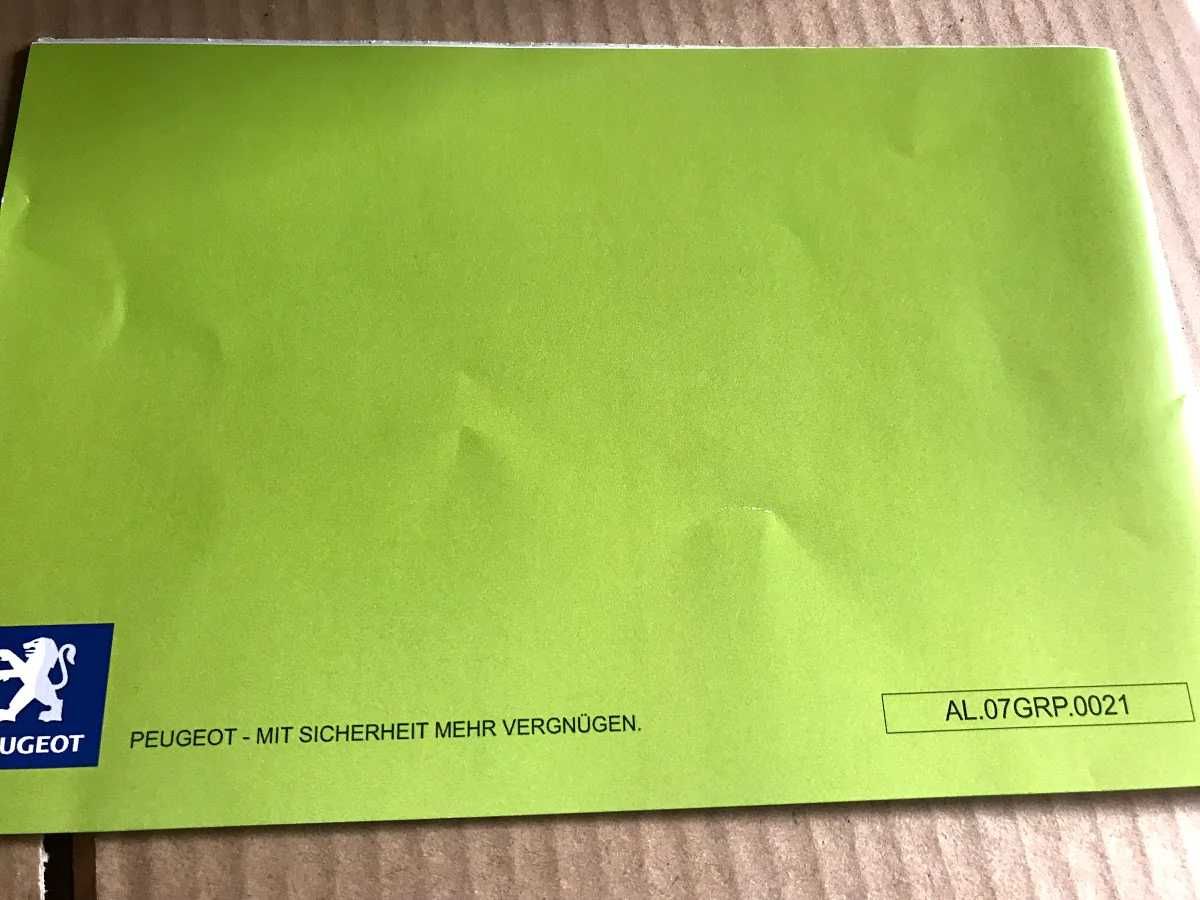 UGEOT
PEUGEOT - MIT SICHERHEIT MEHR VERGNÜGEN.
AL.07GRP.0021